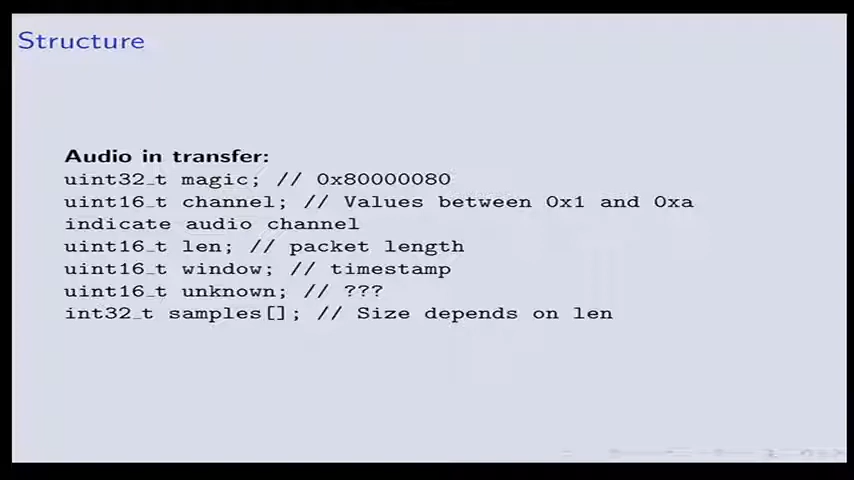 Structure
Audio in transfer:
uint32_t magic; // 0x80000080
uint16_t channel; // Values between 0x1 and 0xa
indicate audio channel
uint16_t len; // packet length
uint16_t window; // timestamp
uint16_t unknown; // ???
int32_t samples[]; // Size depends on len